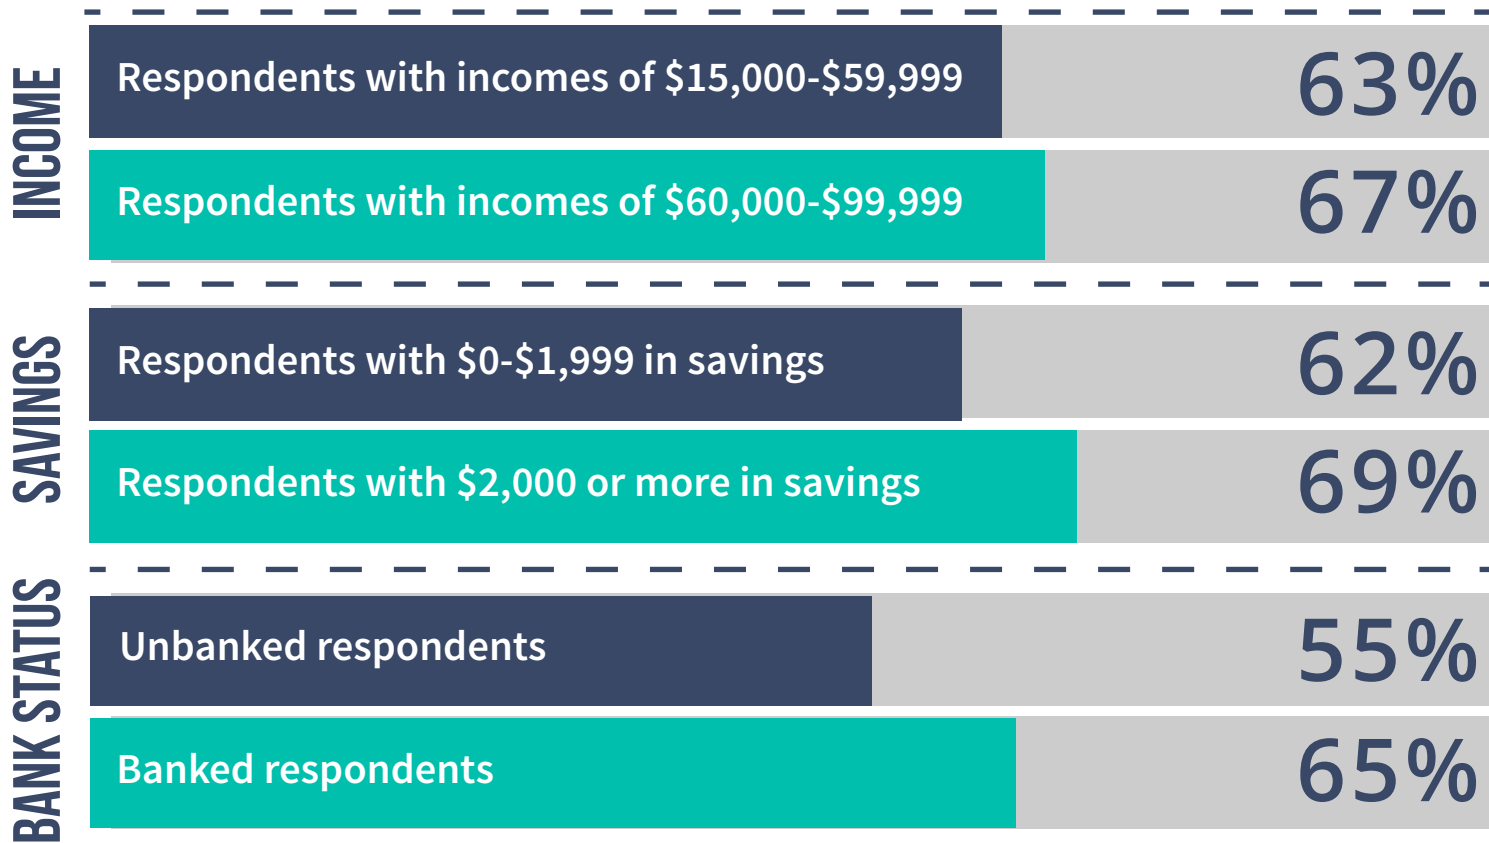 INCOME
Respondents with incomes of $15,000-$59,999 63%
Respondents with incomes of $60,000-$99,999 67%
SAVINGS
Respondents with $0-$1,999 in savings 62%
Respondents with $2,000 or more in savings 69%
BANK STATUS
Unbanked respondents 55%
Banked respondents 65%